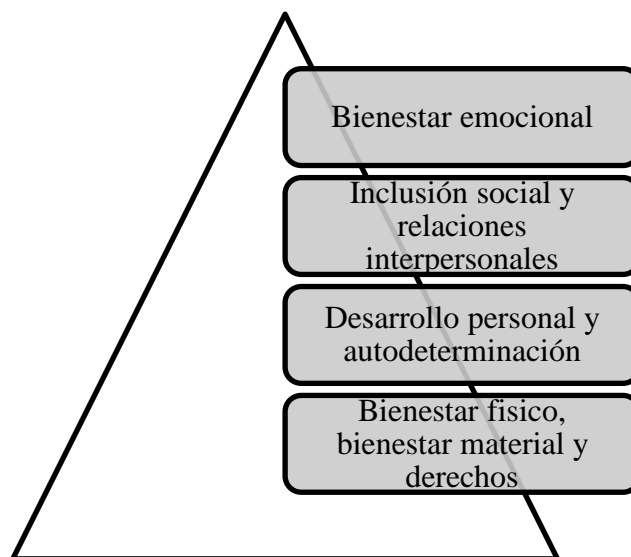 Bienestar emocional
Inclusión social y
relaciones
interpersonales
Desarrollo personal y
autodeterminación
Bienestar fisico,
bienestar material y
derechos